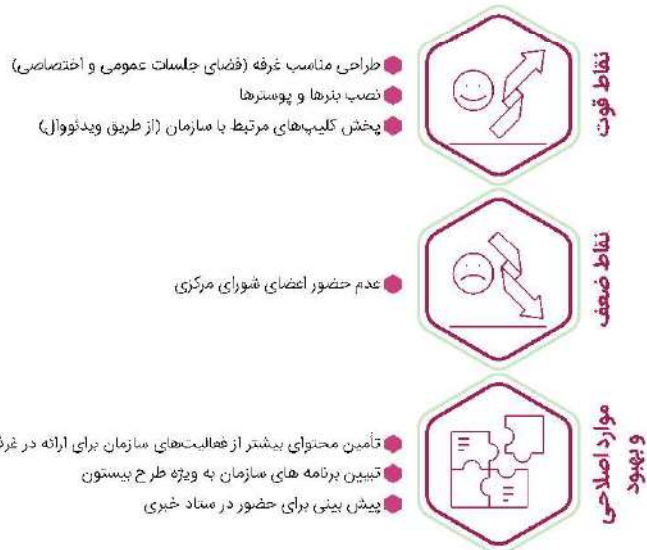 نقاط قوت
طراحی مناسب غرفه (فضای جلسات عمومی و اختصاصی)
نصب بنرها و پوسترها
پخش کلیپ‌های مرتبط با سازمان (از طریق ویدئووال)
نقاط ضعف
عدم حضور اعضای شورای مرکزی
موارد اصلاحی
و بهبود
تأمین محتوای بیشتر از فعالیت‌های سازمان برای ارائه در
تبیین برنامه های سازمان به ویژه طرح بیستون
پیش بینی برای حضور در ستاد خبری